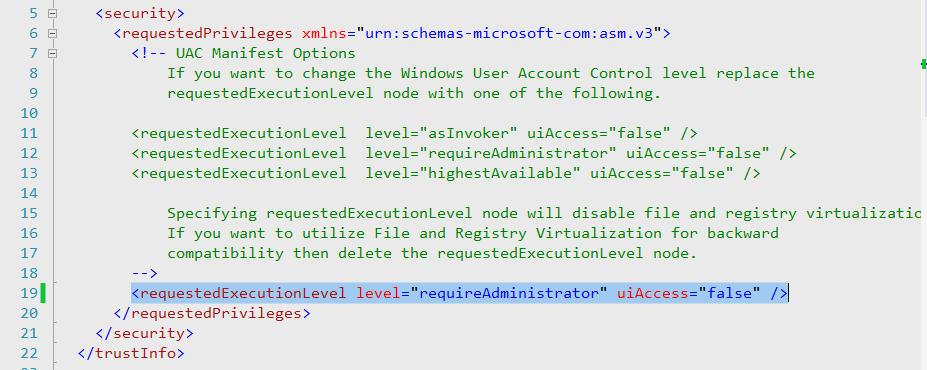 5 <security>
6 <requestedPrivileges xmlns="urn:schemas-microsoft-com:asm.v3">
7 <!-- UAC Manifest Options
8 If you want to change the Windows User Account Control level replace the
9 requestedExecutionLevel node with one of the following.
10
11 <requestedExecutionLevel  level="asInvoker" uiAccess="false" />
12 <requestedExecutionLevel  level="requireAdministrator" uiAccess="false" />
13 <requestedExecutionLevel  level="highestAvailable" uiAccess="false" />
14
15 Specifying requestedExecutionLevel node will disable file and registry virtualizatio
16 If you want to utilize File and Registry Virtualization for backward
17 compatibility then delete the requestedExecutionLevel node.
18 -->
19 <requestedExecutionLevel level="requireAdministrator" uiAccess="false" />
20 </requestedPrivileges>
21 </security>
22 </trustInfo>